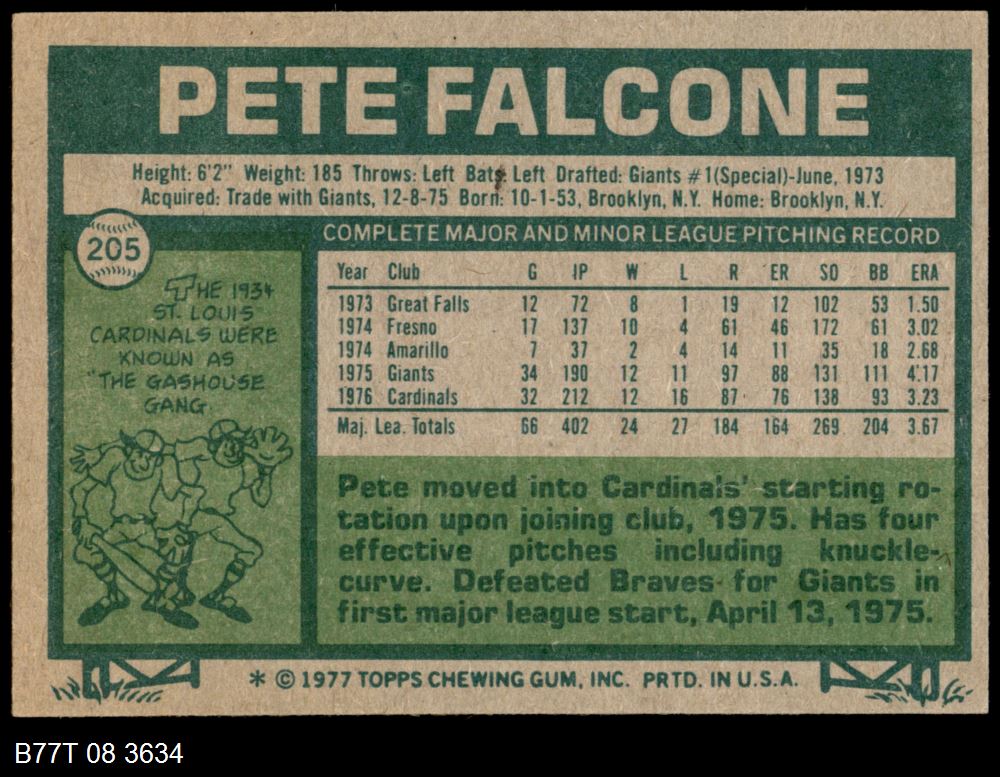 PETE FALCONE
Height: 6'2" Weight: 185 Throws: Left Bats: Left Drafted: Giants #1(Special)-June, 1973
Acquired: Trade with Giants, 12-8-75 Born: 10-1-53, Brooklyn, N.Y. Home: Brooklyn, N.Y.
205
THE 1934
ST. LOUIS
CARDINALS WERE
KNOWN AS
"THE GASHOUSE
GANG.
COMPLETE MAJOR AND MINOR LEAGUE PITCHING RECORD
Year Club G IP W L R ER SO BB ERA
1973 Great Falls 12 72 8 1 19 12 102 53 1.50
1974 Fresno 17 137 10 4 61 46 172 61 3.02
1974 Amarillo 7 37 2 4 14 11 35 18 2.68
1975 Giants 34 190 12 11 97 88 131 111 4.17
1976 Cardinals 32 212 12 16 87 76 138 93 3.23
Maj. Lea. Totals 66 402 24 27 184 164 269 204 3.67
Pete moved into Cardinals' starting ro-
tation upon joining club, 1975. Has four
effective pitches including knuckle-
curve. Defeated Braves for Giants in
first major league start, April 13, 1975.
* © 1977 TOPPS CHEWING GUM, INC. PRTD. IN U.S.A.
B77T 08 3634